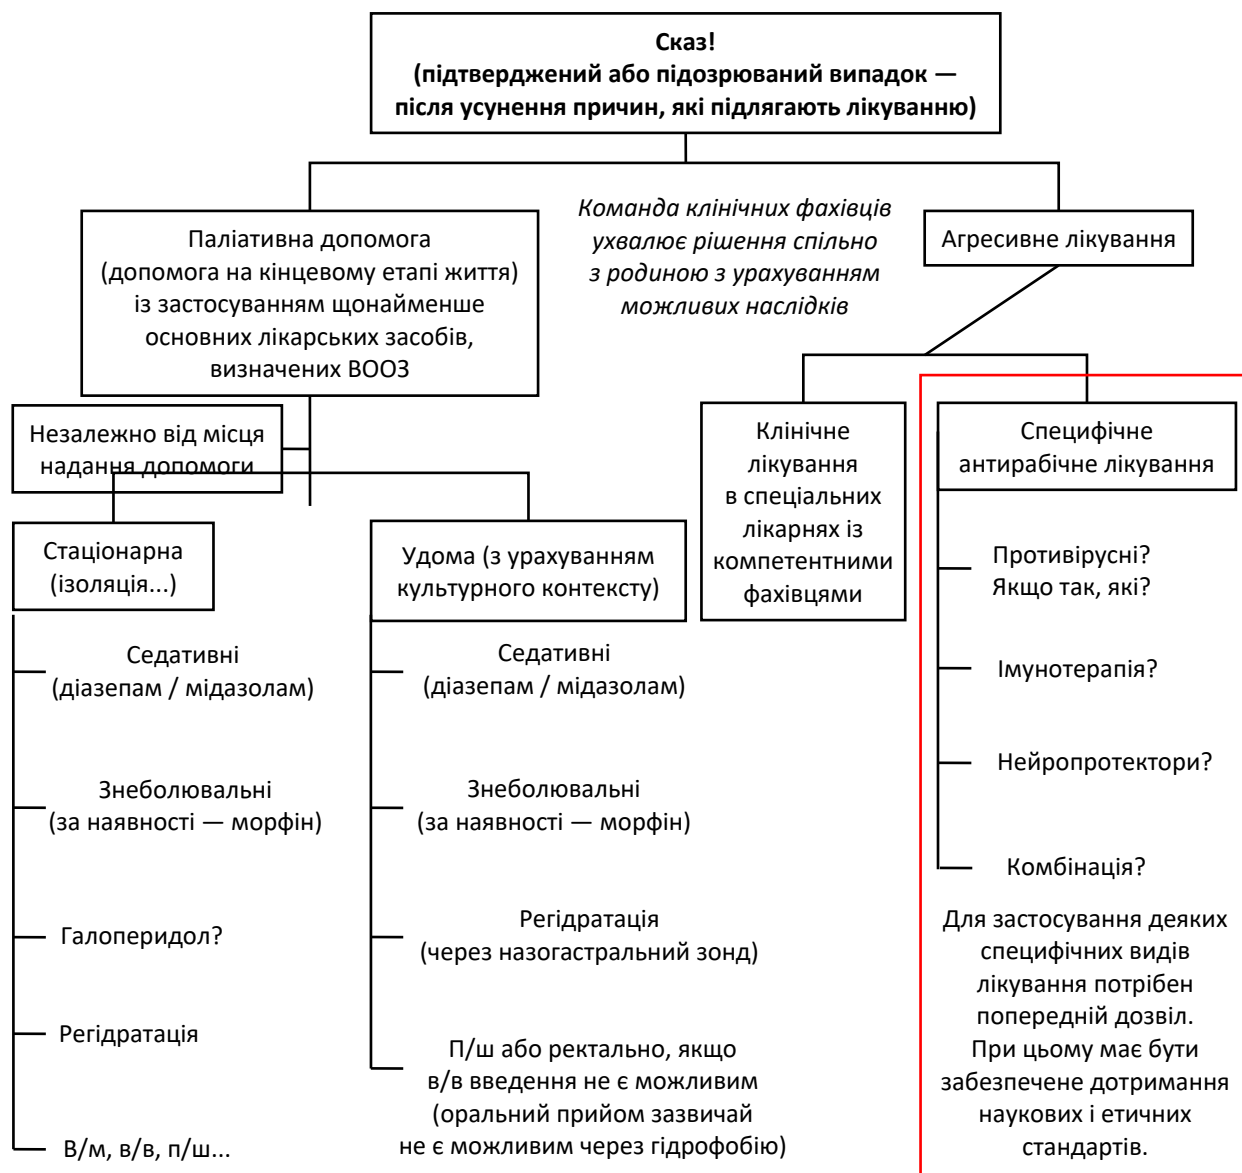 Сказ!
(підтверджений або підозрюваний випадок —
після усунення причин, які підлягають лікуванню)
Паліативна допомога
(допомога на кінцевому етапі життя)
із застосуванням щонайменше
основних лікарських засобів,
визначених ВООЗ
Команда клінічних фахівців
ухвалює рішення спільно
з родиною з урахуванням
можливих наслідків
Агресивне лікування
Незалежно від місця
надання допомоги
Стаціонарна
(ізоляція...)
Седативні
(діазепам / мідазолам)
Знеболювальні
(за наявності — морфін)
Галоперидол?
Регідратація
В/м, в/в, п/ш...
Удома (з урахуванням
культурного контексту)
Седативні
(діазепам / мідазолам)
Знеболювальні
(за наявності — морфін)
Регідратація
(через назогастральний зонд)
П/ш або ректально, якщо
в/в введення не є можливим
(оральний прийом зазвичай
не є можливим через гідрофобію)
Клінічне
лікування
в спеціальних
лікарнях із
компетентними
фахівцями
Специфічне
антирабічне лікування
Противірусні?
Якщо так, які?
Імунотерапія?
Нейропротектори?
Комбінація?
Для застосування деяких
специфічних видів
лікування потрібен
попередній дозвіл.
При цьому має бути
забезпечене дотримання
наукових і етичних
стандартів.